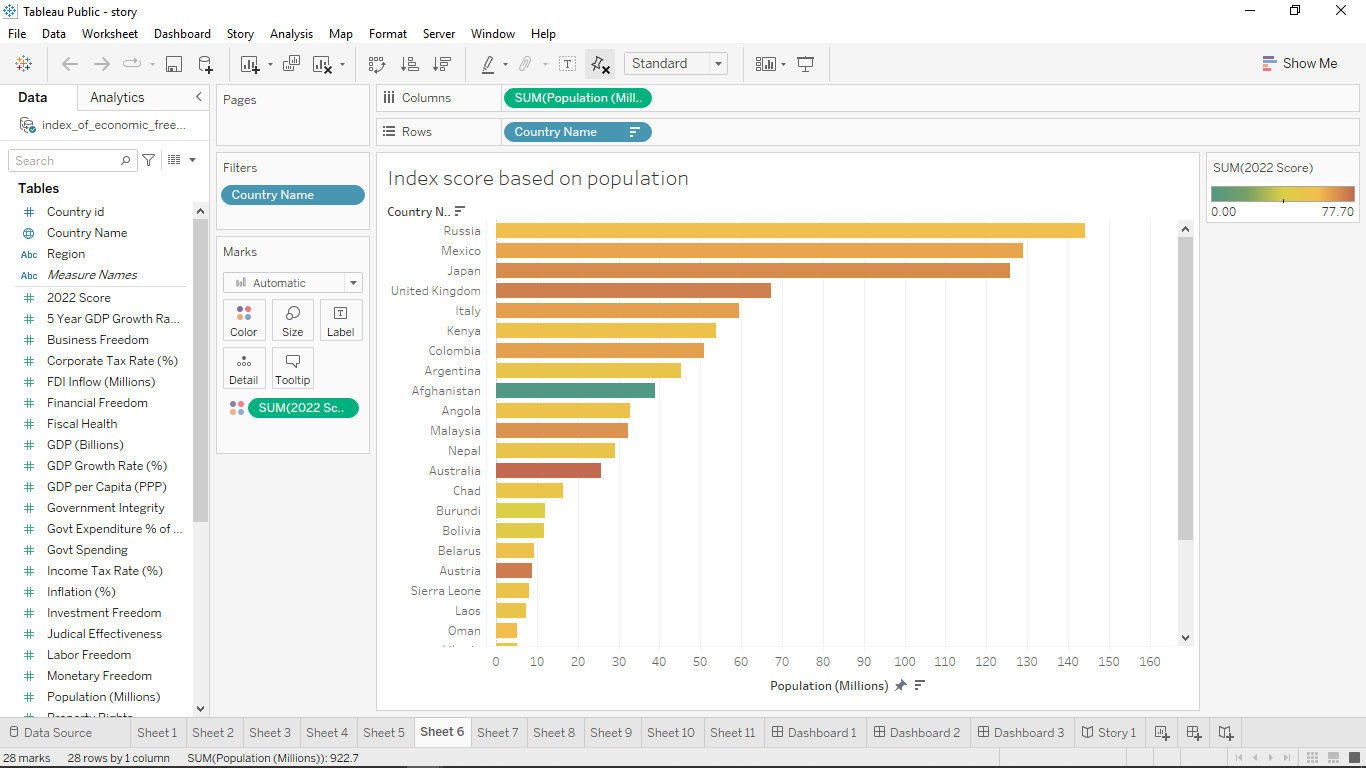 Tableau Public - story
File Data Worksheet Dashboard Story Analysis Map Format Server Window Help
Standard
Show Me
Data Analytics
index_of_economic_free...
Search
Tables
Country id
Abc
Country Name
Region
Abc
Measure Names
2022 Score
5 Year GDP Growth Ra...
Business Freedom
Corporate Tax Rate (%)
FDI Inflow (Millions)
Financial Freedom
Fiscal Health
GDP (Billions)
GDP Growth Rate (%)
GDP per Capita (PPP)
Government Integrity
Govt Expenditure % of ...
Govt Spending
Income Tax Rate (%)
Inflation (%)
Investment Freedom
Judical Effectiveness
Labor Freedom
Monetary Freedom
Population (Millions)
Property Rights
Pages
Filters
Country Name
Marks
Automatic
Color Size Label
Detail Tooltip
SUM(2022 Sc..
Columns SUM(Population (Mill..
Rows Country Name
Index score based on population
Country N..
Russia
Mexico
Japan
United Kingdom
Italy
Kenya
Colombia
Argentina
Afghanistan
Angola
Malaysia
Nepal
Australia
Chad
Burundi
Bolivia
Belarus
Austria
Sierra Leone
Laos
Oman
0 10 20 30 40 50 60 70 80 90 100 110 120 130 140 150 160
Population (Millions)
SUM(2022 Score)
0.00 77.70
Data Source Sheet 1 Sheet 2 Sheet 3 Sheet 4 Sheet 5 Sheet 6 Sheet 7 Sheet 8 Sheet 9 Sheet 10 Sheet 11 Dashboard 1 Dashboard 2 Dashboard 3 Story 1
28 marks 28 rows by 1 column SUM(Population (Millions)): 922.7